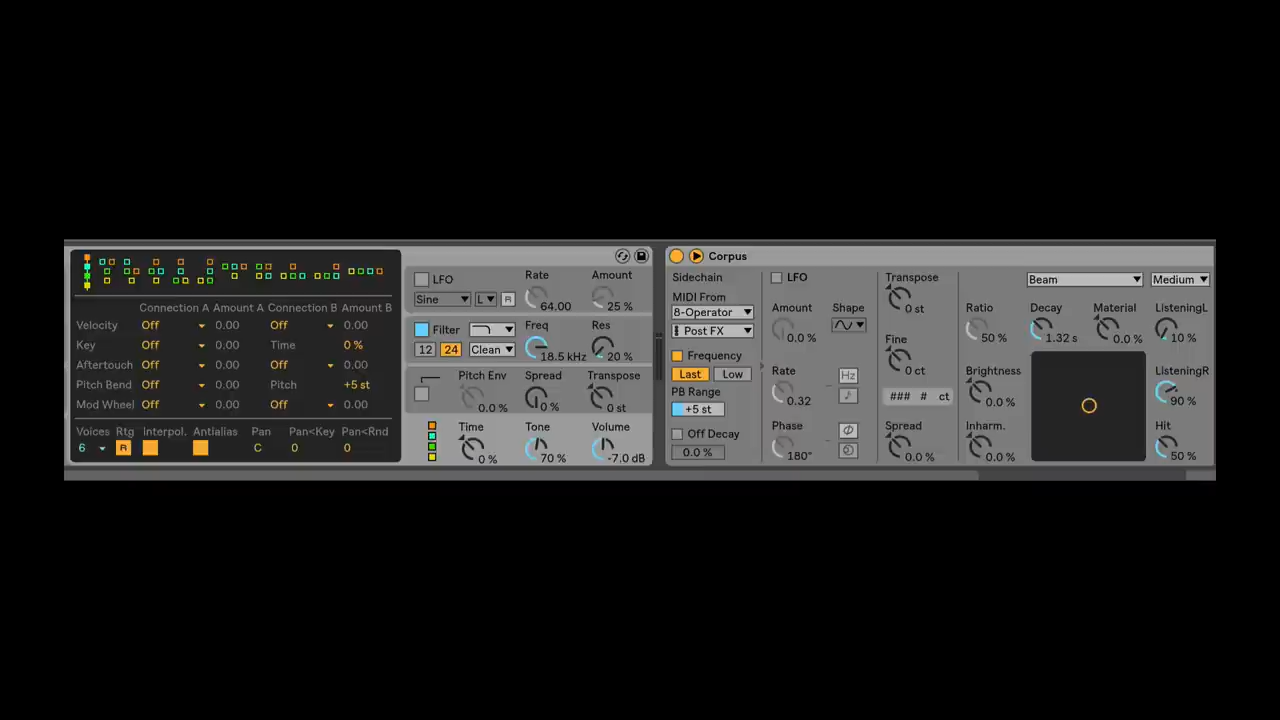 Connection A Amount A Connection B Amount B
Velocity Off 0.00 Off 0.00
Key Off 0.00 Time 0 %
Aftertouch Off 0.00 Off 0.00
Pitch Bend Off 0.00 Pitch +5 st
Mod Wheel Off 0.00 Off 0.00
Voices Rtg Interpol. Antialias Pan Pan<Key Pan<Rnd
6 R C 0 0
LFO Rate Amount
Sine L R 64.00 25 %
Filter Freq Res
12 24 Clean 18.5 kHz 20 %
Pitch Env Spread Transpose
0.0 % 0 % 0 st
Time Tone Volume
0 % 70 % -7.0 dB
Corpus
Sidechain
MIDI From
8-Operator
Post FX
Frequency
Last Low
PB Range
+5 st
Off Decay
0.0 %
LFO
Amount Shape
0.0 %
Rate Hz
0.32
Phase
180°
Transpose
0 st
Fine
0 ct
### # ct
Spread
0.0 %
Beam Medium
Ratio Decay Material ListeningL
50 % 1.32 s 0.0 % 10 %
Brightness ListeningR
0.0 % 90 %
Inharm. Hit
0.0 % 50 %